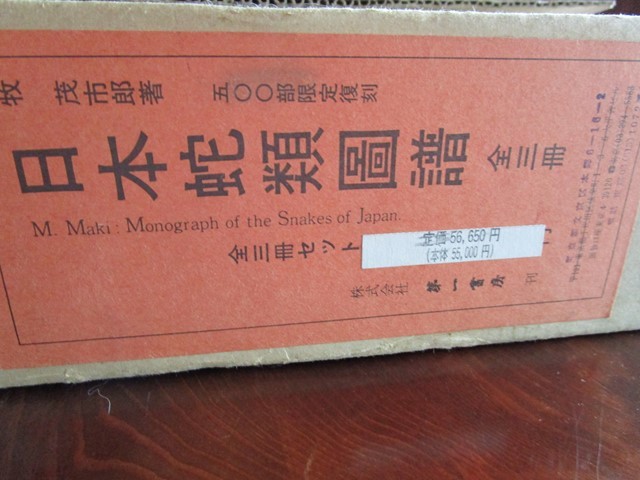 牧 茂市郎著 五〇〇部限定復刻
日本蛇類圖譜 全三冊
M. Maki: Monograph of the Snakes of Japan.
全三冊セット
定価56,650円
(本体 55,000円)
株式会社 第一書房 刊